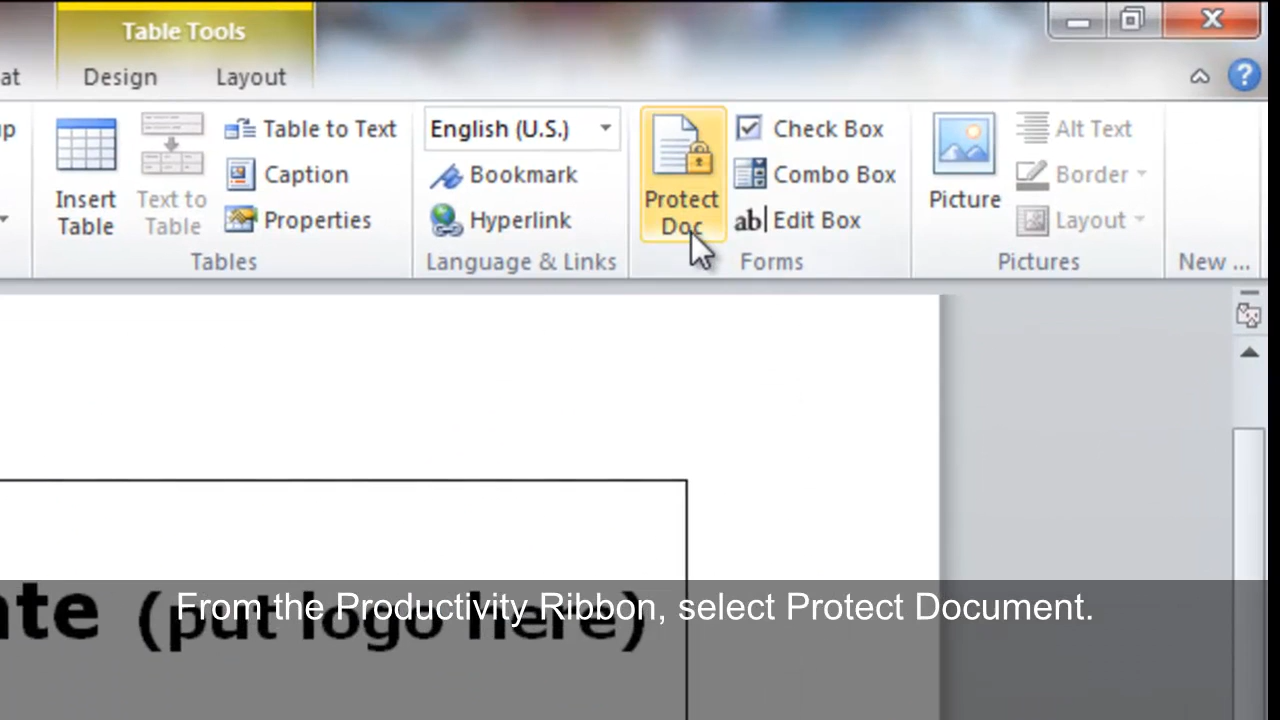 Table Tools
at Design Layout
p Insert Table Text to Table Table to Text
Caption
Properties
Tables
English (U.S.)
Bookmark
Hyperlink
Language & Links
Protect Doc
Check Box
Combo Box
ab Edit Box
Forms
Picture
Alt Text
Border
Layout
Pictures
New ...
ate (put logo here)
From the Productivity Ribbon, select Protect Document.